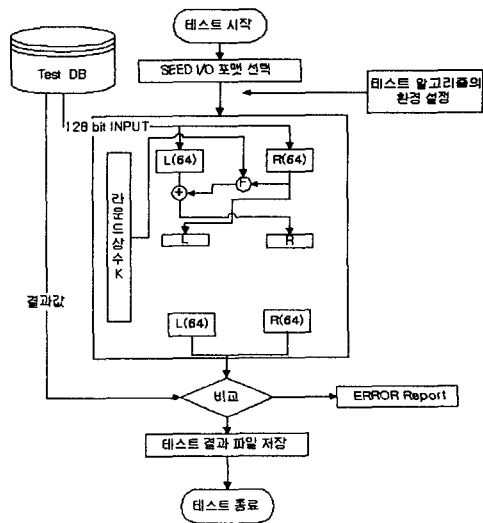 테스트 시작
Test DB
SEED I/O 포맷 선택
테스트 알고리즘의
환경 설정
128 bit INPUT
L(64)
R(64)
F
+
라운드상수 K
L
R
결과값
L(64)
R(64)
비교
ERROR Report
테스트 결과 파일 저장
테스트 종료